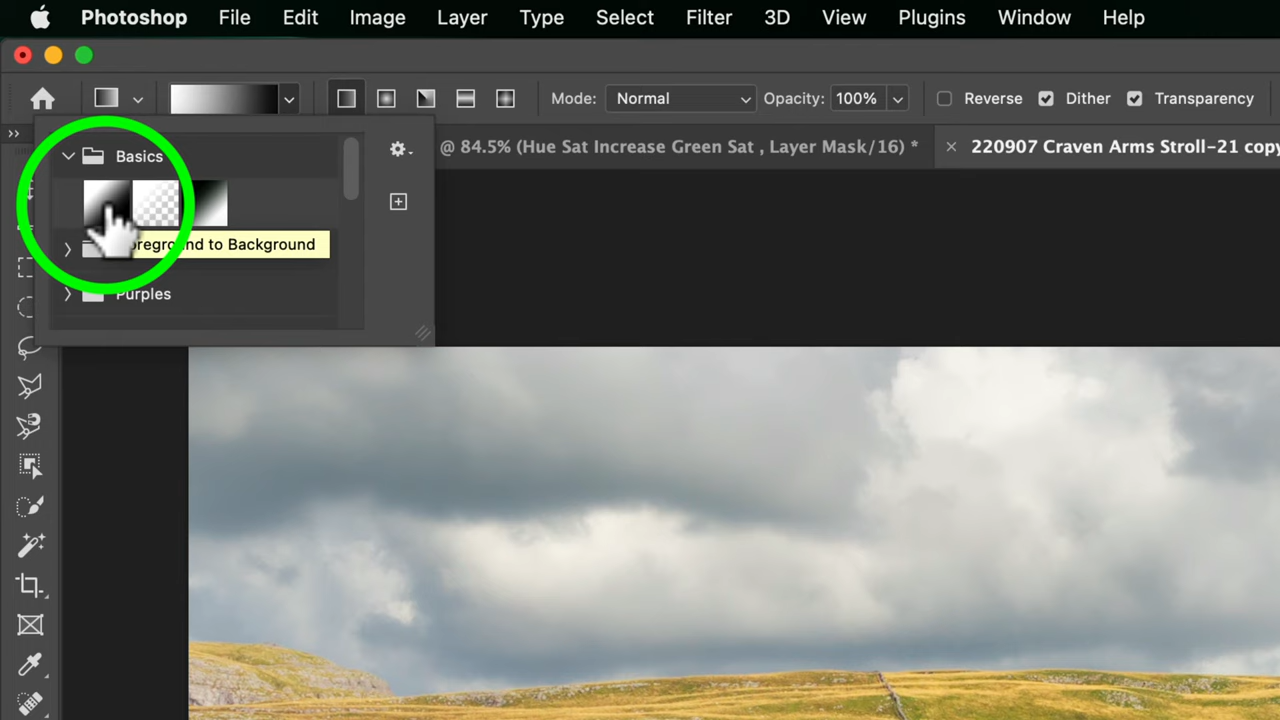 Photoshop File Edit Image Layer Type Select Filter 3D View Plugins Window Help
Mode: Normal Opacity: 100% Reverse Dither Transparency
@ 84.5% (Hue Sat Increase Green Sat , Layer Mask/16) * × 220907 Craven Arms Stroll-21 copy
Basics
to Background
Purples